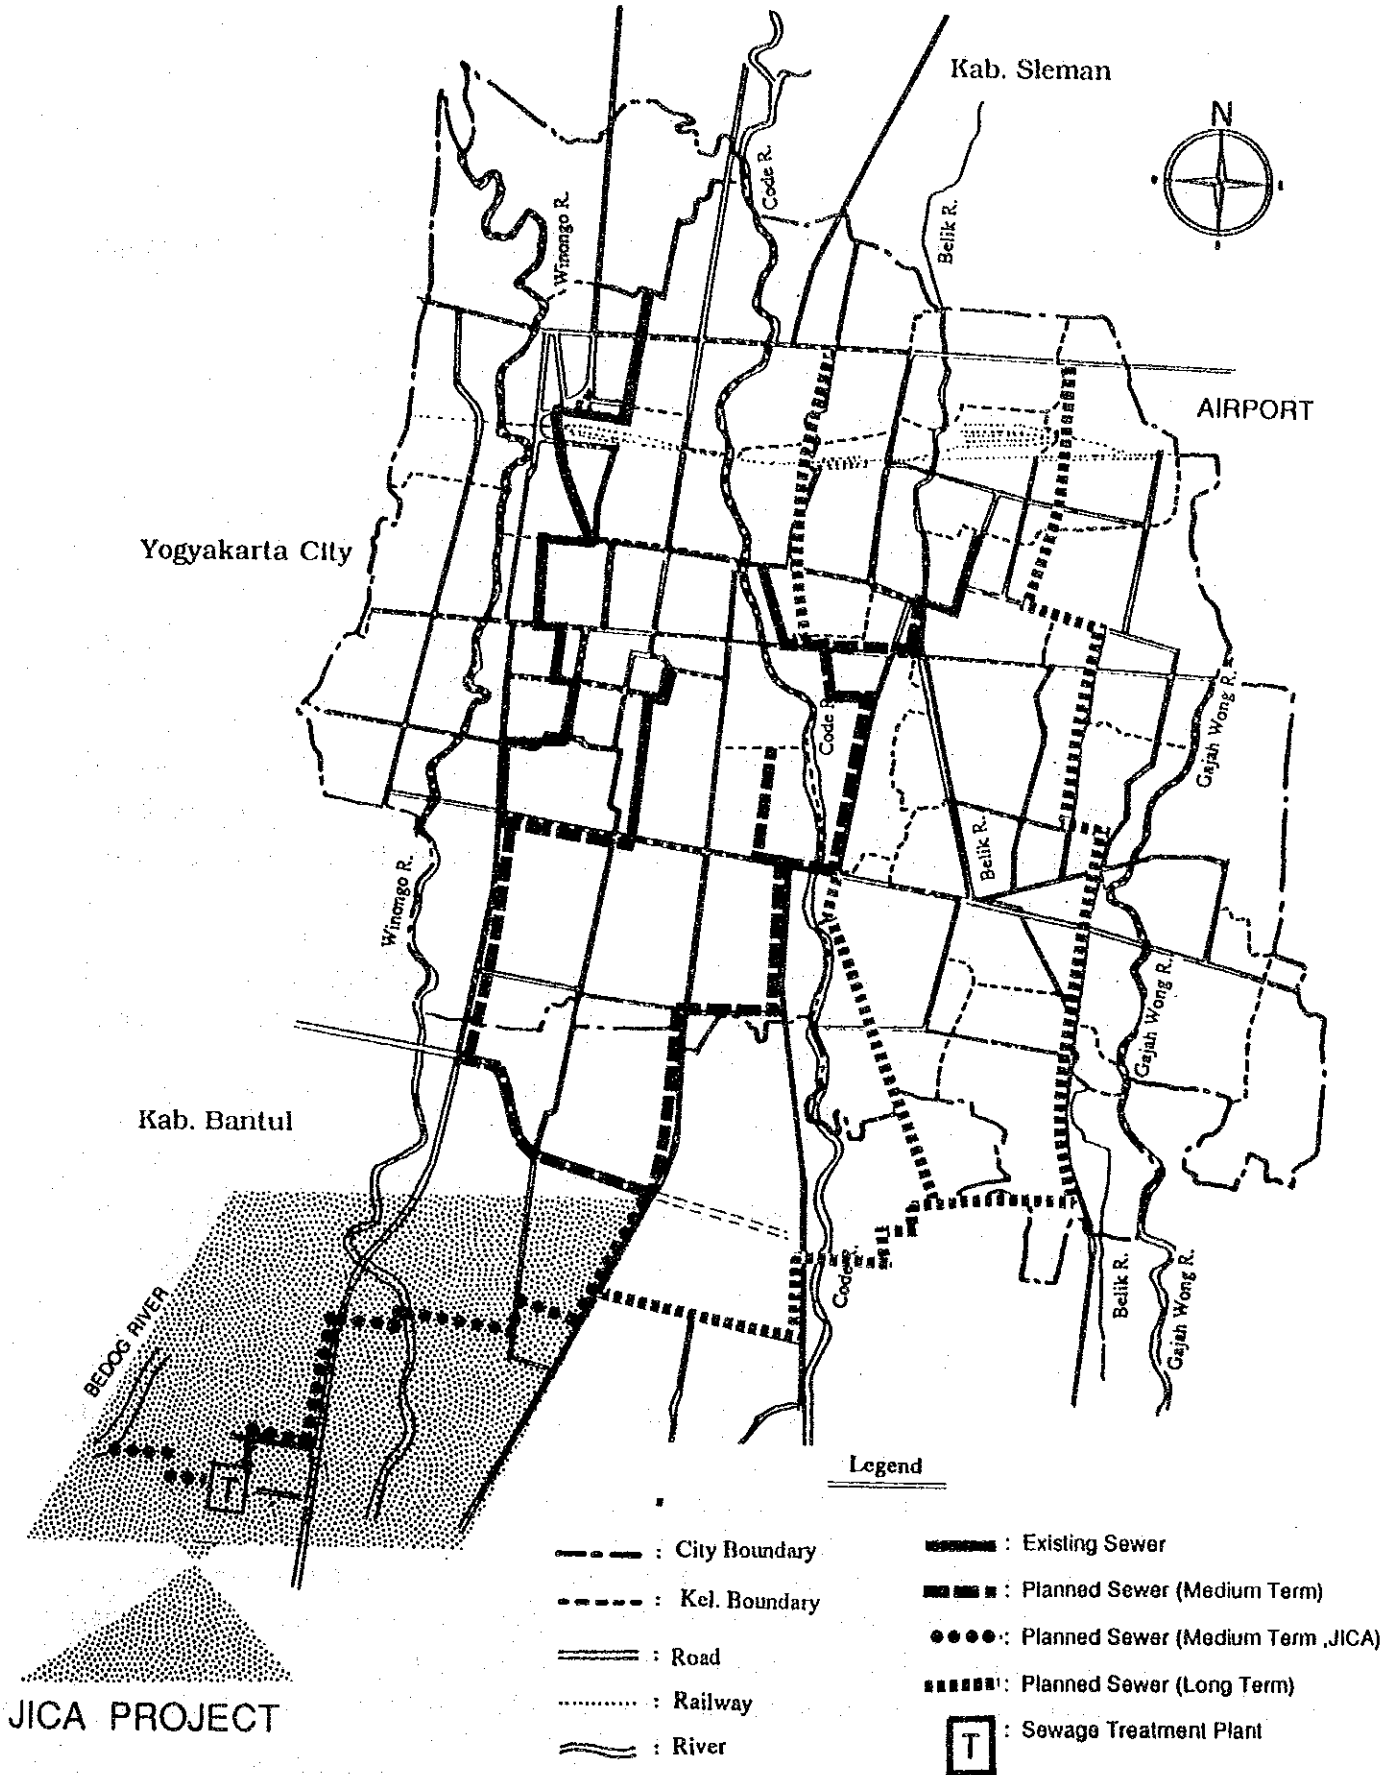 Kab. Sleman
N
Code R.
Winongo R.
Belik R.
AIRPORT
Yogyakarta City
Code R.
Gajah Wong R.
Belik R.
Winongo R.
Gajah Wong R.
Kab. Bantul
Code R.
Belik R.
Gajah Wong R.
BEDOG RIVER
T
JICA PROJECT
Legend
: City Boundary
: Kel. Boundary
: Road
: Railway
: River
: Existing Sewer
: Planned Sewer (Medium Term)
: Planned Sewer (Medium Term ,JICA)
: Planned Sewer (Long Term)
T : Sewage Treatment Plant